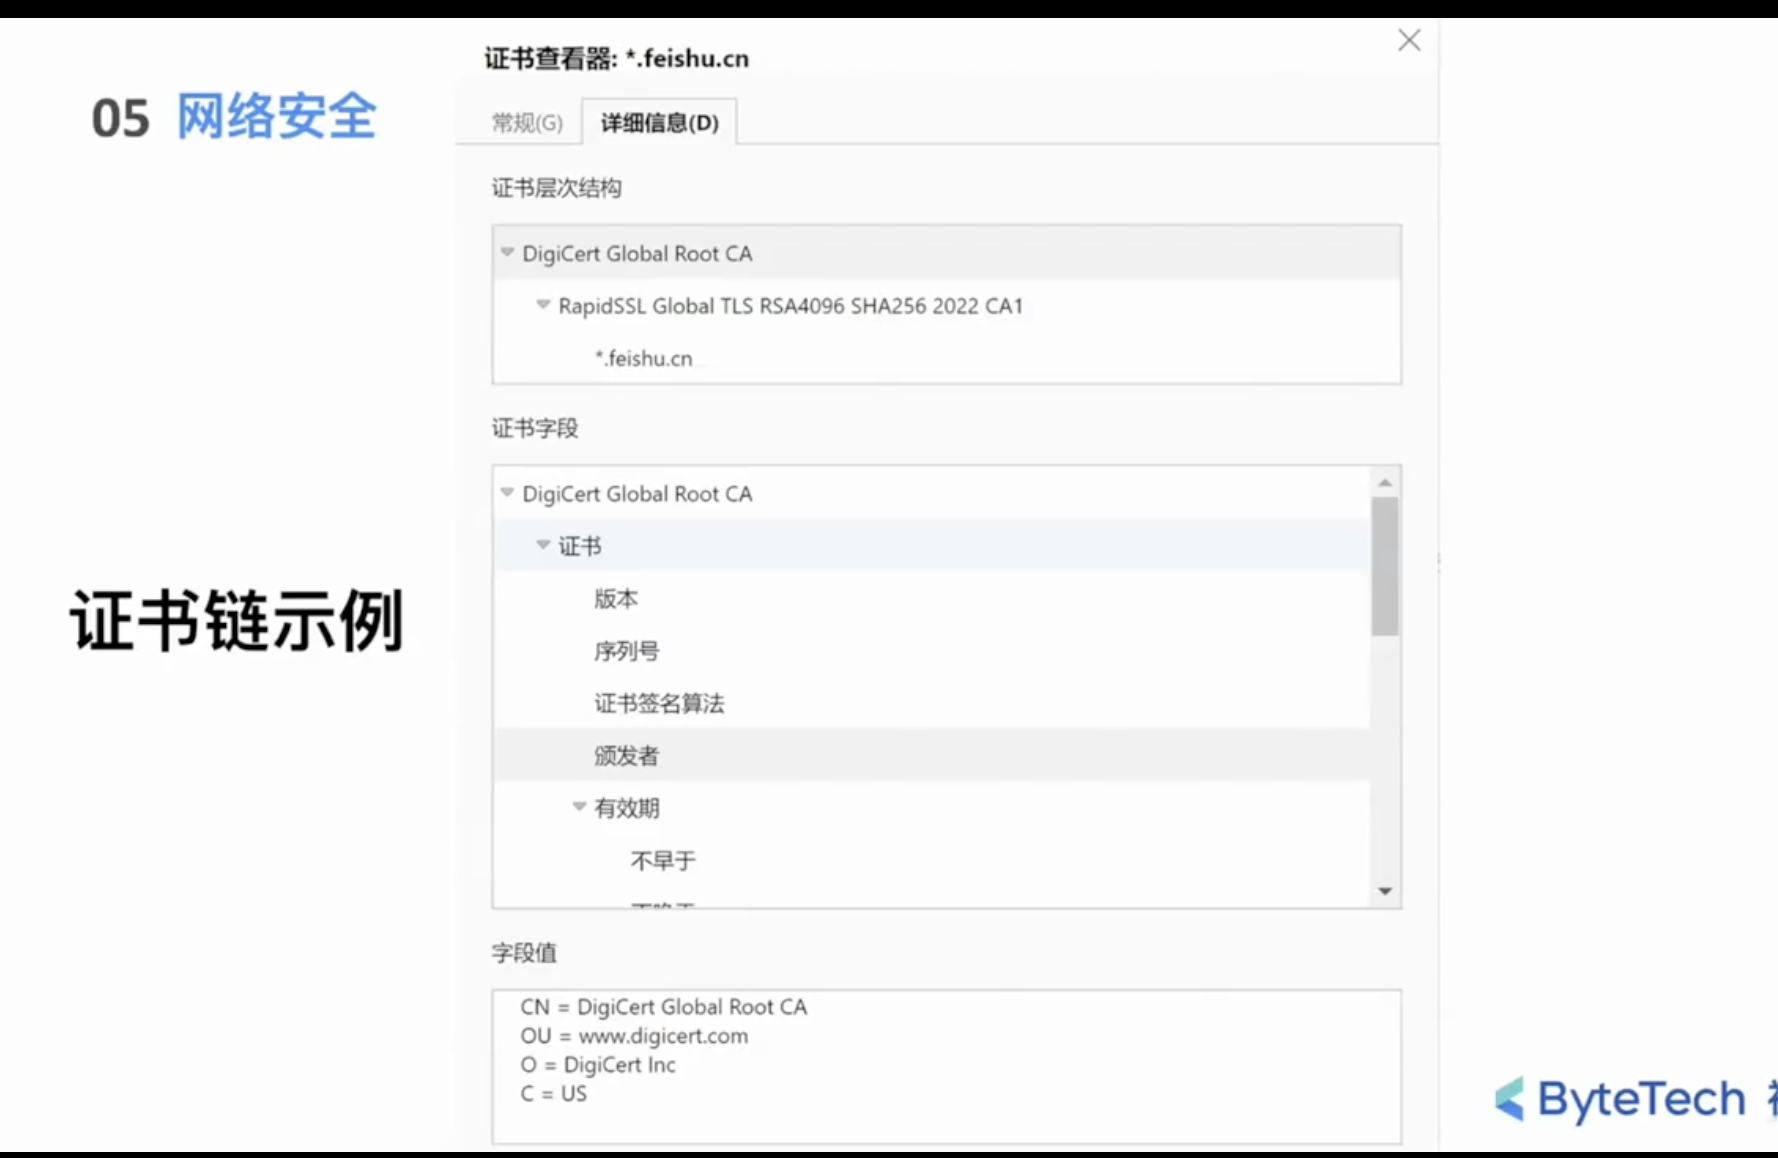 05 网络安全
证书链示例
证书查看器: *.feishu.cn
常规(G)
详细信息(D)
证书层次结构
DigiCert Global Root CA
RapidSSL Global TLS RSA4096 SHA256 2022 CA1
*.feishu.cn
证书字段
DigiCert Global Root CA
证书
版本
序列号
证书签名算法
颁发者
有效期
不早于
字段值
CN = DigiCert Global Root CA
OU = www.digicert.com
O = DigiCert Inc
C = US
ByteTech